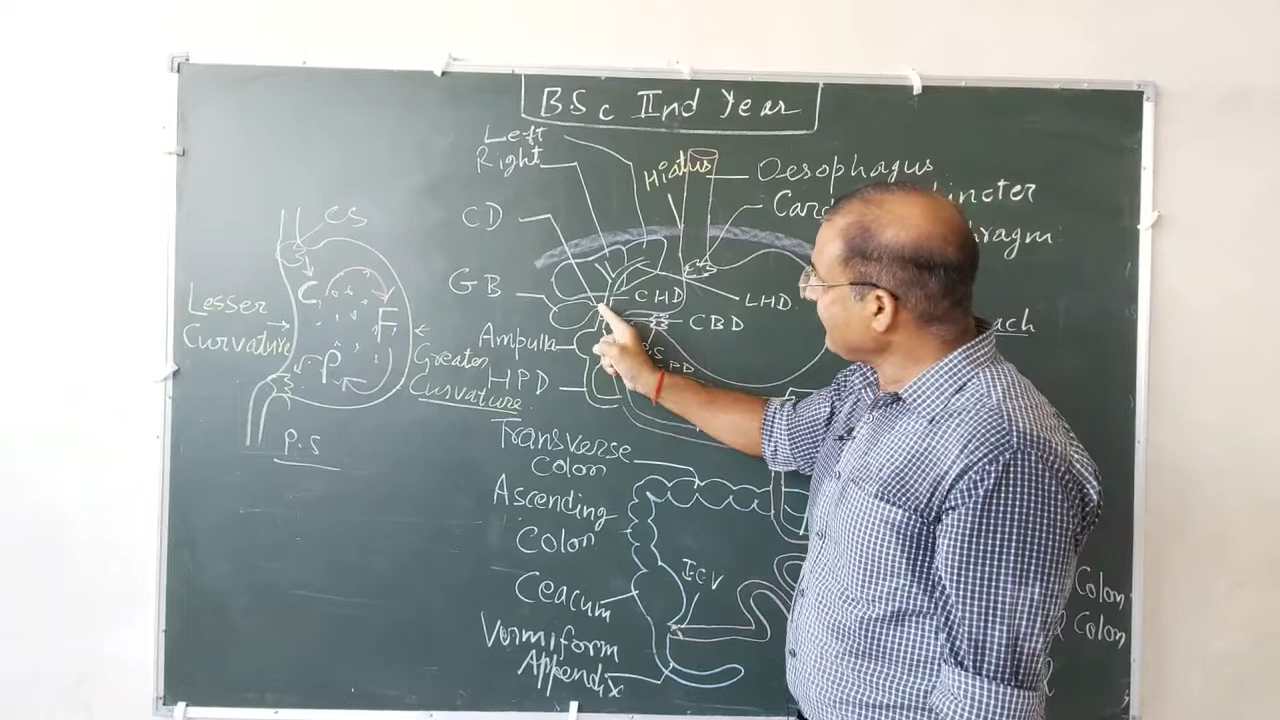 BSc IInd Year
Left
Right
Hiatus
Oesophagus
CD
CS
GB
CHD
LHD
CBD
Lesser
Curvature
C
F
P
Greater
Curvature
P.S
Ampulla
HPD
P.S
PD
Transverse
Colon
Ascending
Colon
ICV
Ceacum
Vermiform
Appendix
Colon
Colon